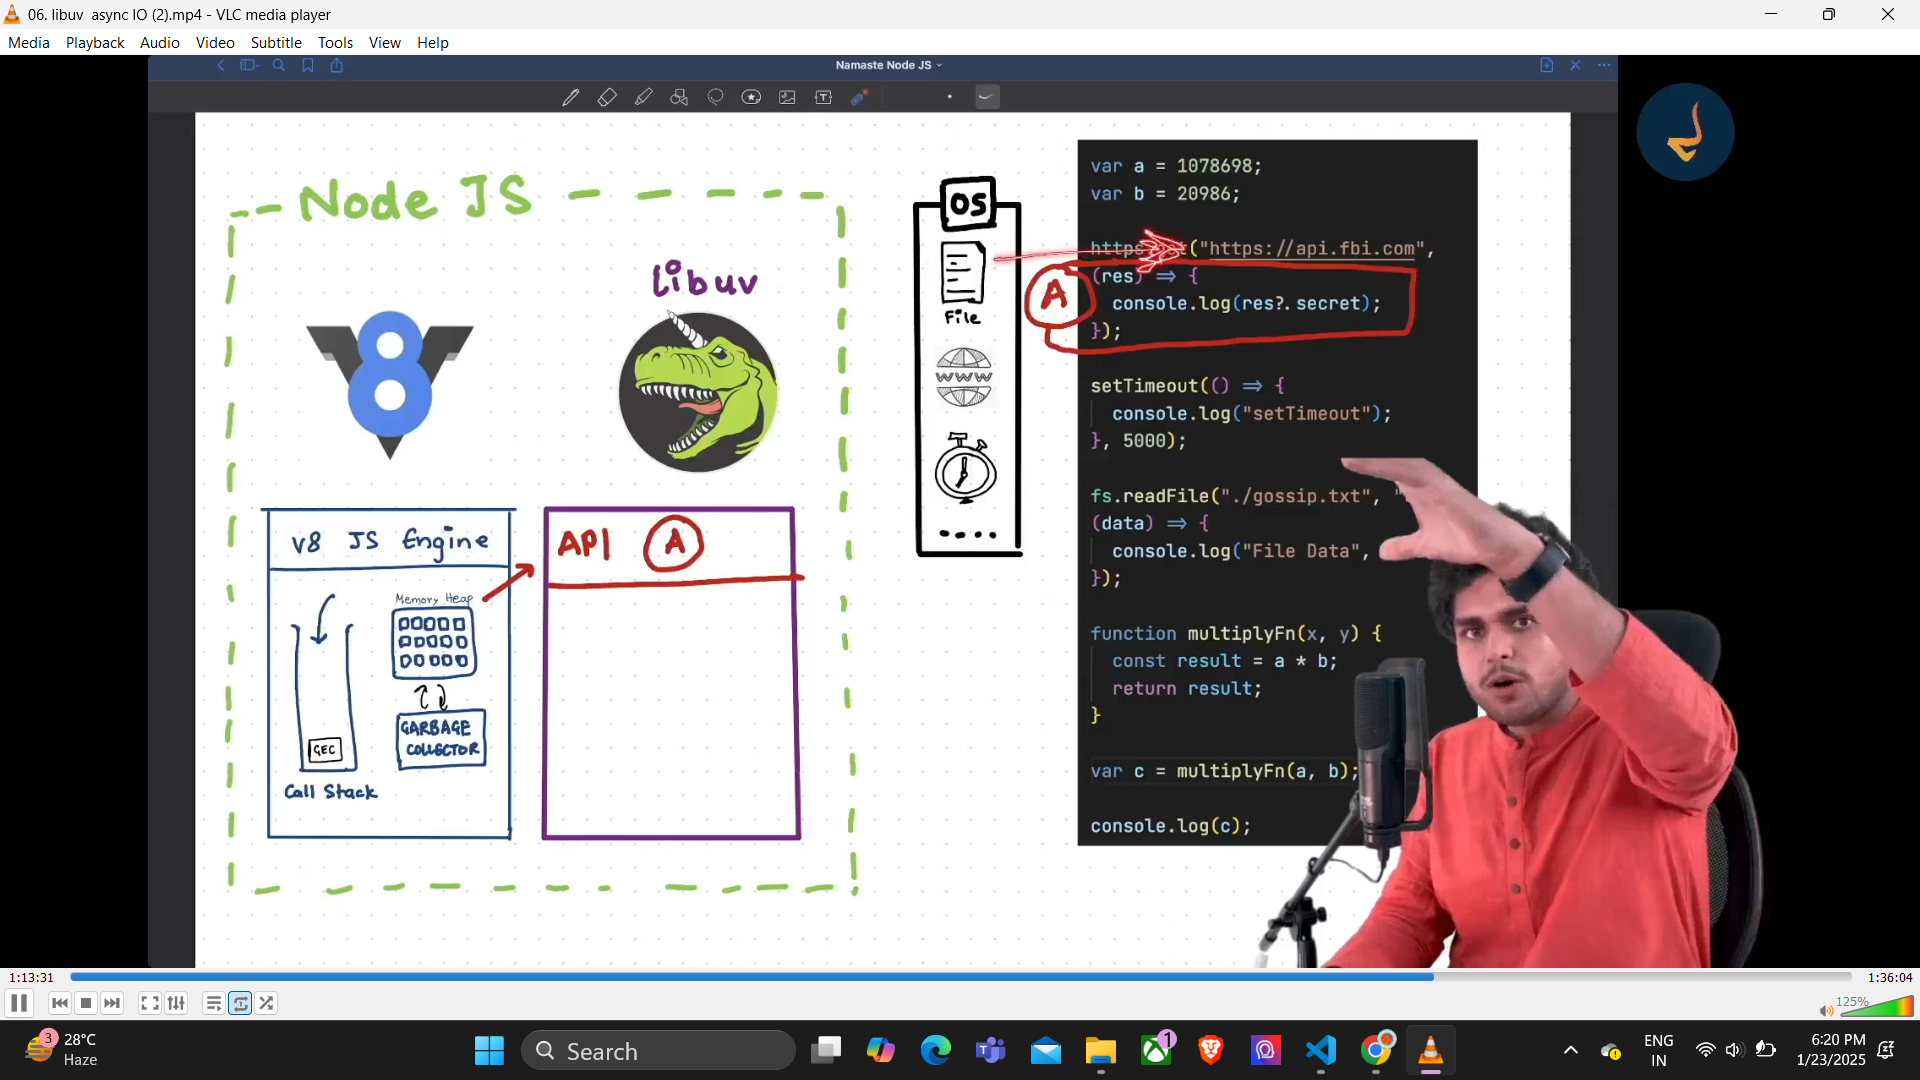 06. libuv  async IO (2).mp4 - VLC media player
Media Playback Audio Video Subtitle Tools View Help
Namaste Node JS
Node JS
libuv
V8 JS Engine
Memory Heap
GARBAGE
COLLECTOR
GEC
Call Stack
API A
OS
File
www
A
var a = 1078698;
var b = 20986;
("https://api.fbi.com",
(res) => {
console.log(res?.secret);
});
setTimeout(() => {
console.log("setTimeout");
}, 5000);
fs.readFile("./gossip.txt", "
(data) => {
console.log("File Data",
});
function multiplyFn(x, y) {
const result = a * b;
return result;
}
var c = multiplyFn(a, b);
console.log(c);
1:13:31
1:36:04
125%
3
28°C
Haze
Search
1
ENG
IN
6:20 PM
1/23/2025